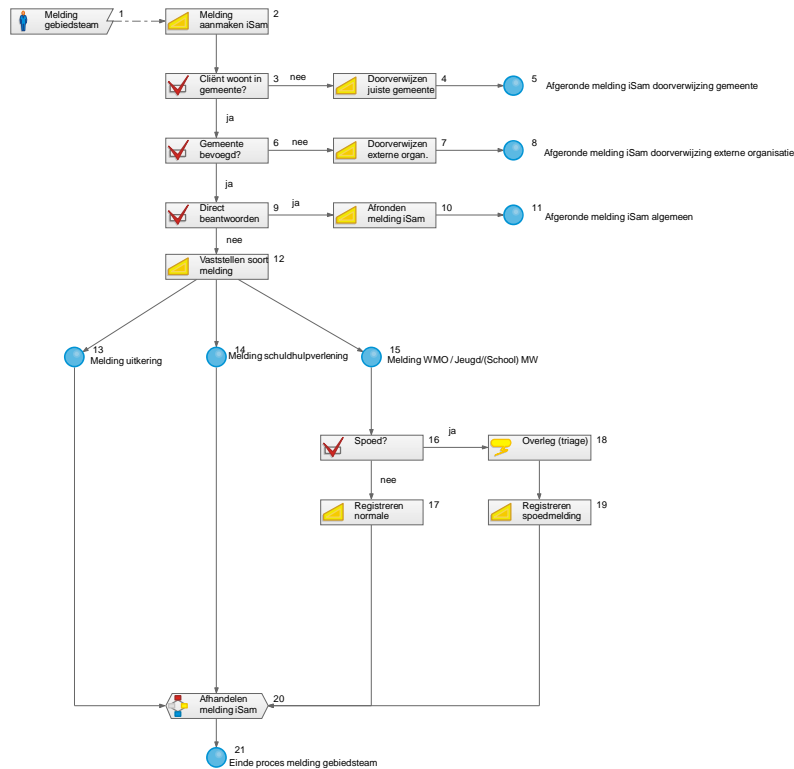 Melding
gebiedsteam
1
Melding
aanmaken iSam
2
Cliënt woont in
gemeente?
3
nee
Doorverwijzen
juiste gemeente
4
5
Afgeronde melding iSam doorverwijzing gemeente
ja
Gemeente
bevoegd?
6
nee
Doorverwijzen
externe organ.
7
8
Afgeronde melding iSam doorverwijzing externe organisatie
ja
Direct
beantwoorden
9
ja
Afronden
melding iSam
10
11
Afgeronde melding iSam algemeen
nee
Vaststellen soort
melding
12
13
Melding uitkering
14
Melding schuldhulpverlening
15
Melding WMO / Jeugd/(School) MW
Spoed?
16
ja
Overleg (triage)
18
nee
Registreren
normale
17
Registreren
spoedmelding
19
Afhandelen
melding iSam
20
21
Einde proces melding gebiedsteam